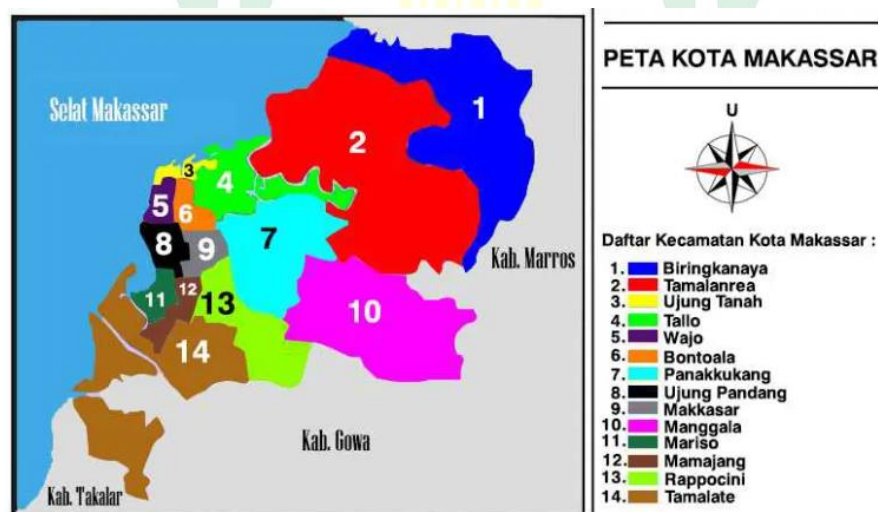 PETA KOTA MAKASSAR
U
Selat Makassar
1
2
3
4
5
6
7
8
9
10
11
12
13
14
Kab. Marros
Kab. Gowa
Kab. Takalar
Daftar Kecamatan Kota Makassar :
1. Biringkanaya
2. Tamalanrea
3. Ujung Tanah
4. Tallo
5. Wajo
6. Bontoala
7. Panakkukang
8. Ujung Pandang
9. Makkasar
10. Manggala
11. Mariso
12. Mamajang
13. Rappocini
14. Tamalate